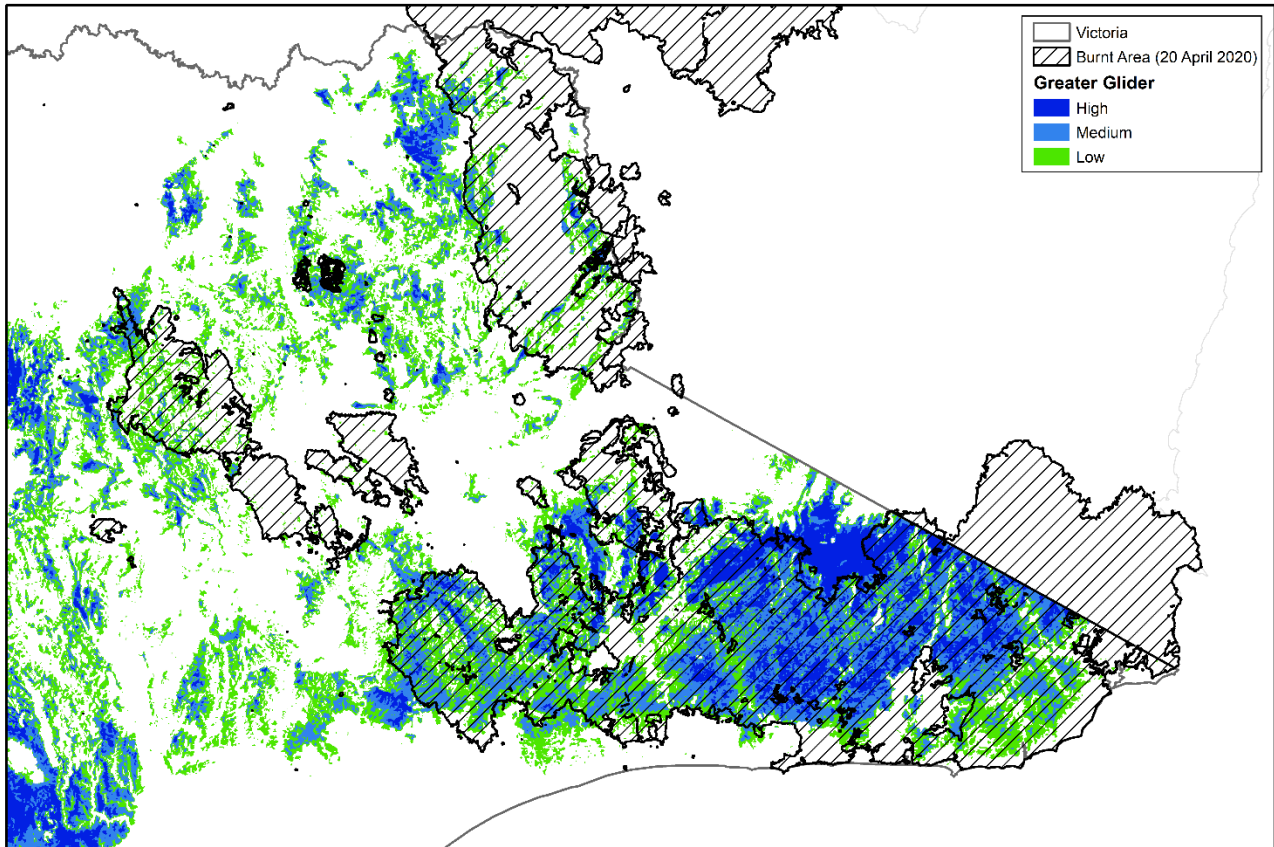 Victoria
Burnt Area (20 April 2020)
Greater Glider
High
Medium
Low